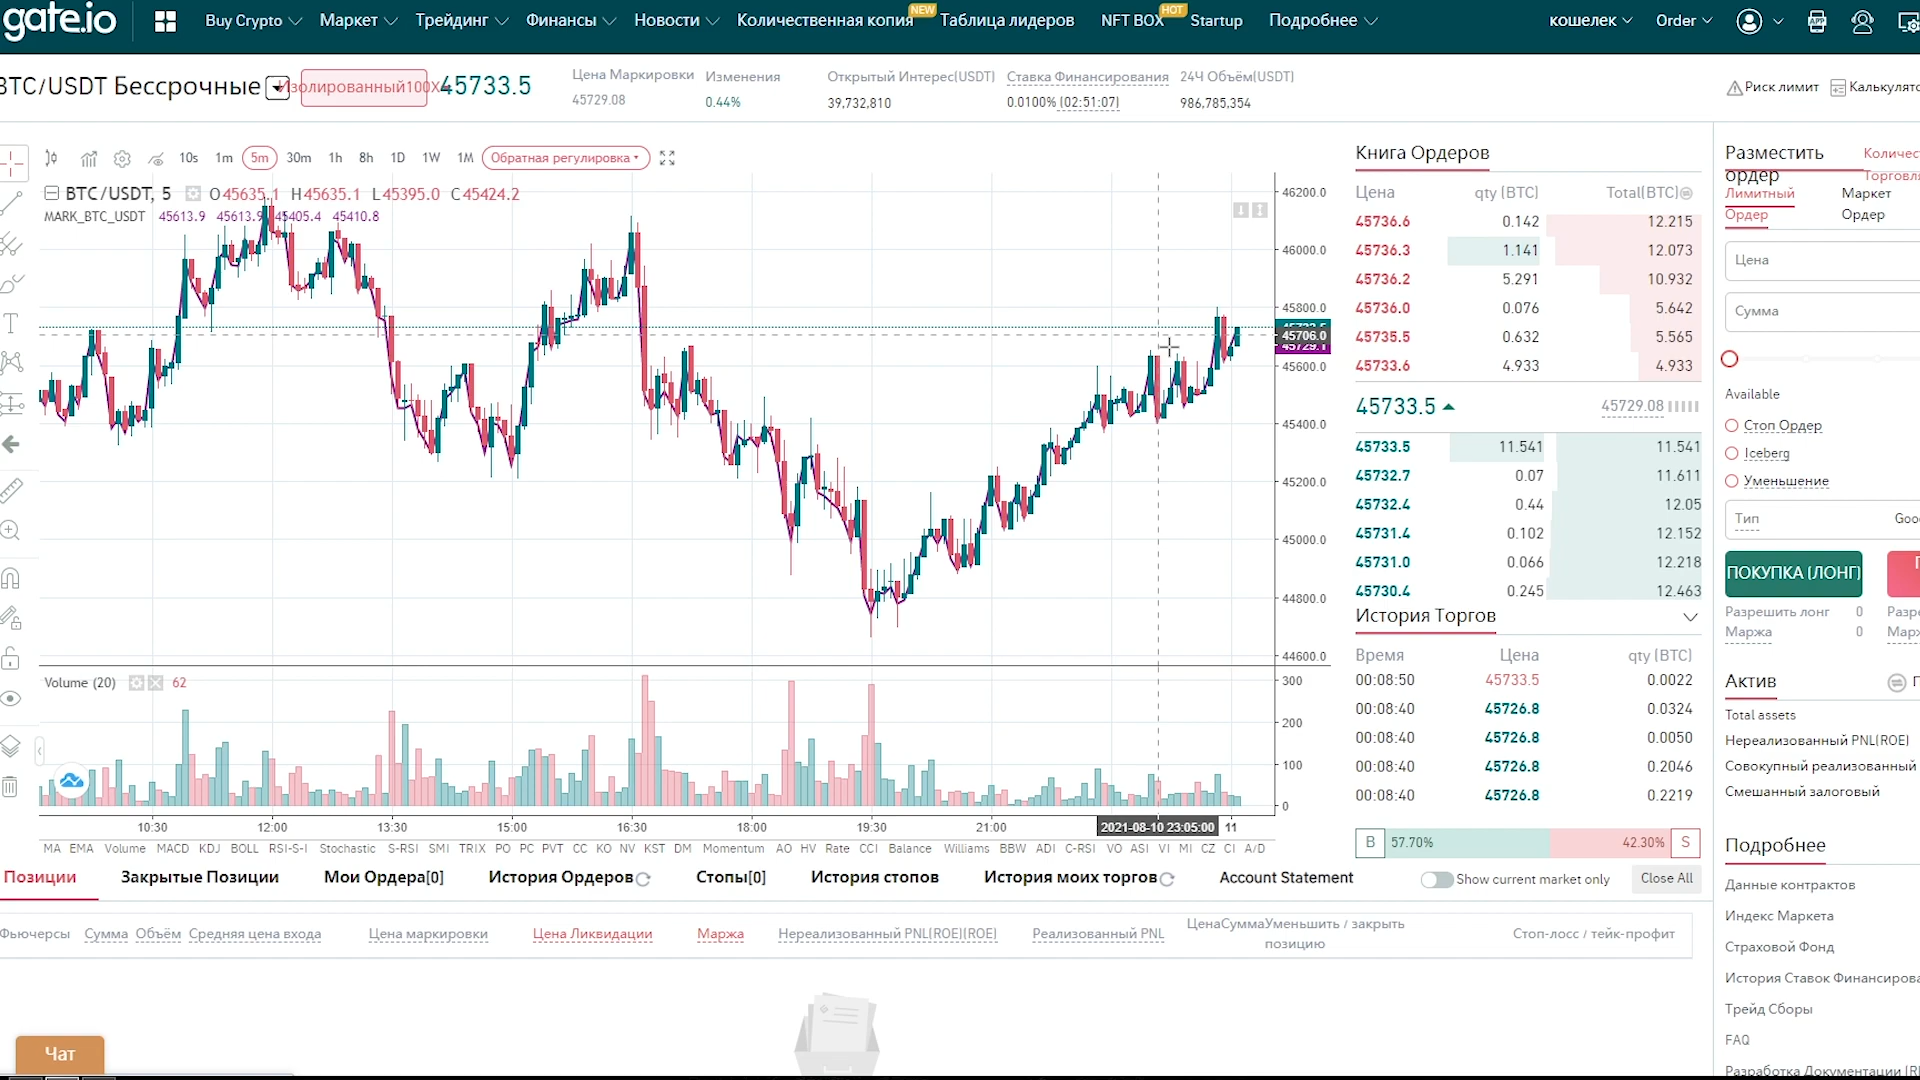 gate.io
Buy Crypto Маркет Трейдинг Финансы Новости Количественная копия NEW Таблица лидеров NFT BOX HOT Startup Подробнее кошелек Order
BTC/USDT Бессрочные Изолированный100X 45733.5
Цена Маркировки Изменения Открытый Интерес(USDT) Ставка Финансирования 24Ч Объём(USDT)
45729.08 0.44% 39,732,810 0.0100% (02:51:07) 986,785,354
Риск лимит
10s 1m 5m 30m 1h 8h 1D 1W 1M Обратная регулировка
BTC/USDT, 5 O45635.1 H45635.1 L45395.0 C45424.2
MARK_BTC_USDT 45613.9 45613.9 45405.4 45410.8
46200.0
46000.0
45800.0
45706.0
45729.1
45600.0
45400.0
45200.0
45000.0
44800.0
44600.0
Volume (20) 62
300
200
100
0
10:30 12:00 13:30 15:00 16:30 18:00 19:30 21:00 2021-08-10 23:05:00 11
MA EMA Volume MACD KDJ BOLL RSI-S-I Stochastic S-RSI SMI TRIX PO PC PVT CC KO NV KST DM Momentum AO HV Rate CCI Balance Williams BBW ADI C-RSI VO ASI VI MI CZ CI A/D
Книга Ордеров
Цена qty (BTC) Total(BTC)
45736.6 0.142 12.215
45736.3 1.141 12.073
45736.2 5.291 10.932
45736.0 0.076 5.642
45735.5 0.632 5.565
45733.6 4.933 4.933
45733.5 45729.08
45733.5 11.541 11.541
45732.7 0.07 11.611
45732.4 0.44 12.05
45731.4 0.102 12.152
45731.0 0.066 12.218
45730.4 0.245 12.463
История Торгов
Время Цена qty (BTC)
00:08:50 45733.5 0.0022
00:08:40 45726.8 0.0324
00:08:40 45726.8 0.0050
00:08:40 45726.8 0.2046
00:08:40 45726.8 0.2219
B 57.70% 42.30% S
Разместить ордер
Лимитный Ордер
Маркет Ордер
Цена
Сумма
Available
Стоп Ордер
Iceberg
Уменьшение
Тип
ПОКУПКА (ЛОНГ)
Разрешить лонг 0
Маржа 0
Актив
Total assets
Нереализованный PNL(ROE)
Совокупный реализованный
Смешанный залоговый
Подробнее
Данные контрактов
Индекс Маркета
Страховой Фонд
История Ставок
Трейд Сборы
FAQ
Разработка
Позиции Закрытые Позиции Мои Ордера[0] История Ордеров Стопы[0] История стопов История моих торгов Account Statement Show current market only Close All
Фьючерсы Сумма Объём Средняя цена входа Цена маркировки Цена Ликвидации Маржа Нереализованный PNL(ROE)(ROE) Реализованный PNL ЦенаСуммаУменьшить / закрыть позицию Стоп-лосс / тейк-профит
Чат